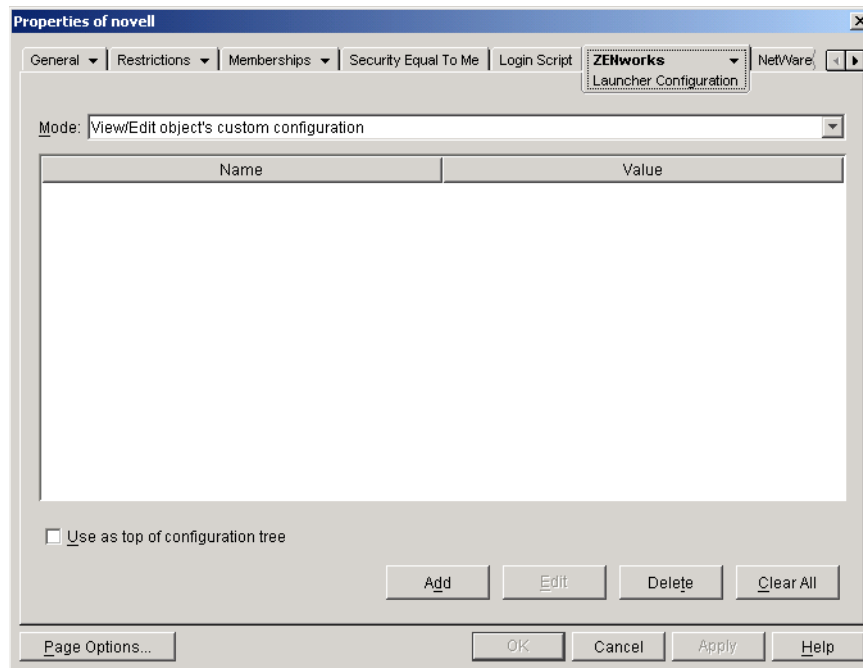 Properties of novell
General Restrictions Memberships Security Equal To Me Login Script ZENworks NetWare
Launcher Configuration
Mode: View/Edit object's custom configuration
Name Value
Use as top of configuration tree
Add Edit Delete Clear All
Page Options... OK Cancel Apply Help